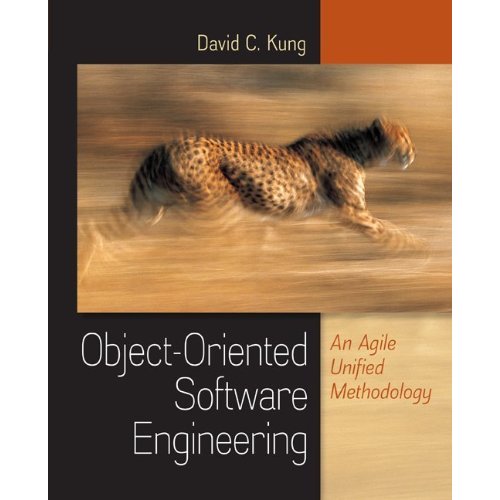 David C. Kung
Object-Oriented
Software
Engineering
An Agile
Unified
Methodology